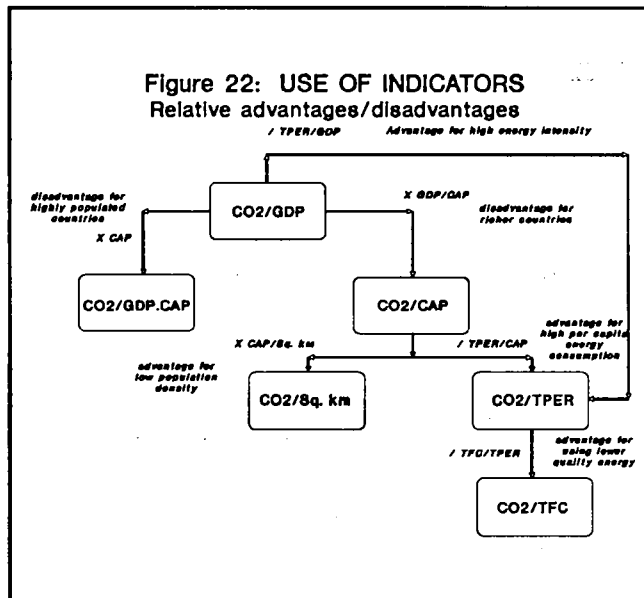 Figure 22: USE OF INDICATORS
Relative advantages/disadvantages
/ TPER/GDP
Advantage for high energy intensity
disadvantage for
highly populated
countries
X CAP
CO2/GDP
X GDP/CAP
disadvantage for
richer countries
CO2/GDP.CAP
CO2/CAP
X CAP/Sq. km
/ TPER/CAP
advantage for
high per capita
energy
consumption
advantage for
low population
density
CO2/Sq. km
CO2/TPER
/ TFC/TPER
advantage for
using lower
quality energy
CO2/TFC